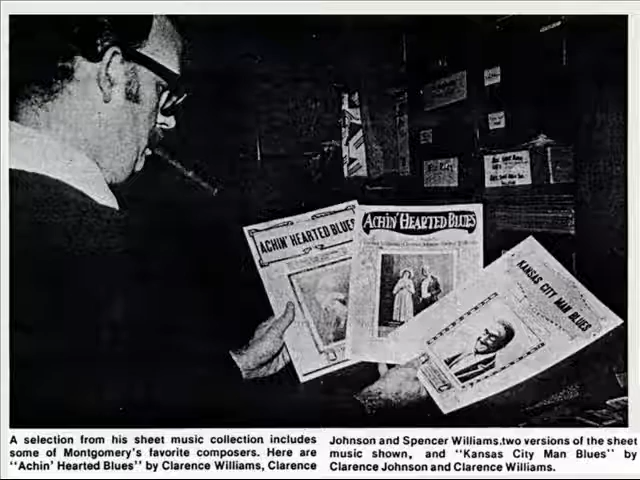 ACHIN' HEARTED BLUES
ACHIN' HEARTED BLUES
KANSAS CITY MAN BLUES
A selection from his sheet music collection includes
some of Montgomery's favorite composers. Here are
"Achin' Hearted Blues" by Clarence Williams, Clarence
Johnson and Spencer Williams,two versions of the sheet
music shown, and "Kansas City Man Blues" by
Clarence Johnson and Clarence Williams.